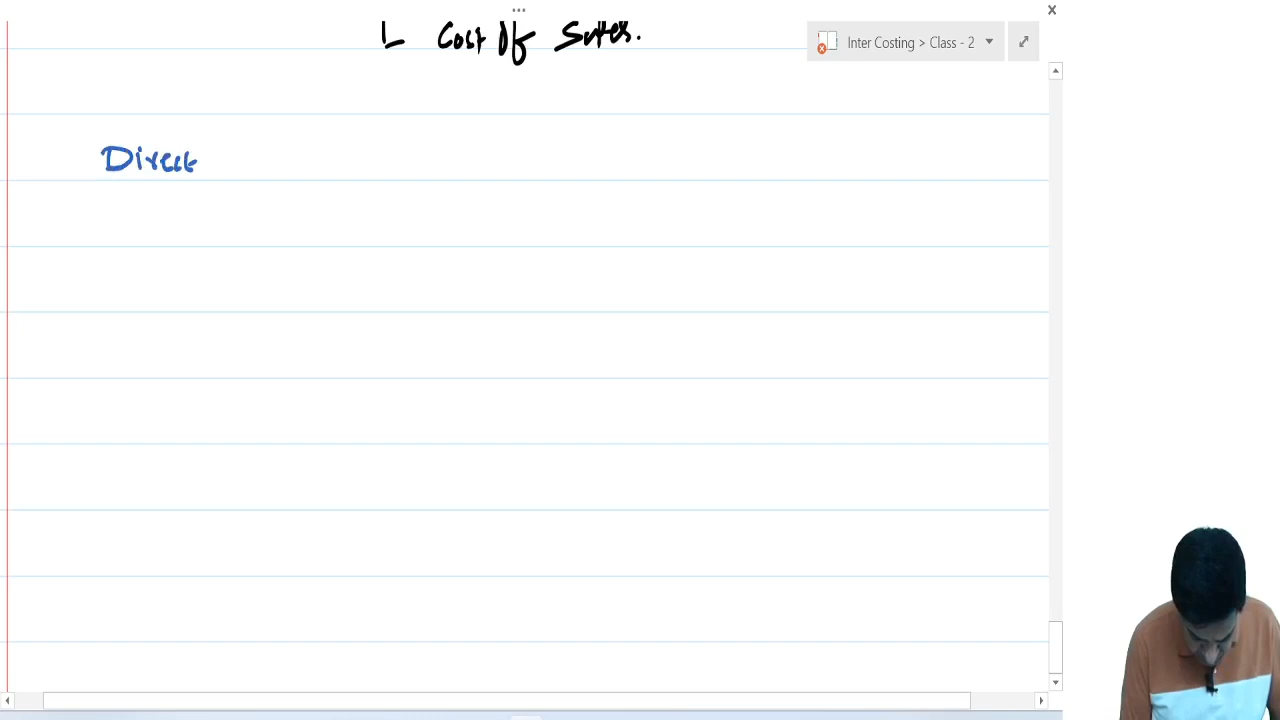 Cost Of Sales.
Inter Costing > Class - 2
Direct